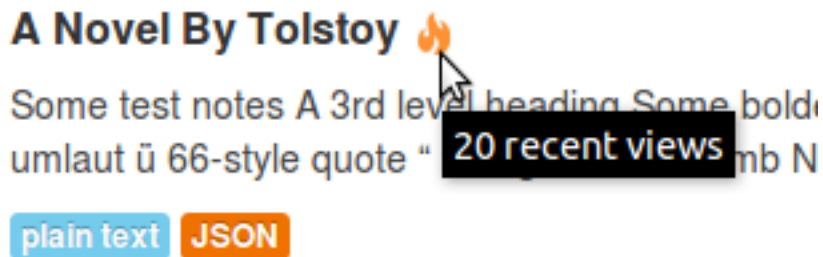 A Novel By Tolstoy
Some test notes A 3rd level heading Some bolde
umlaut ü 66-style quote “
20 recent views
mb N
plain text JSON